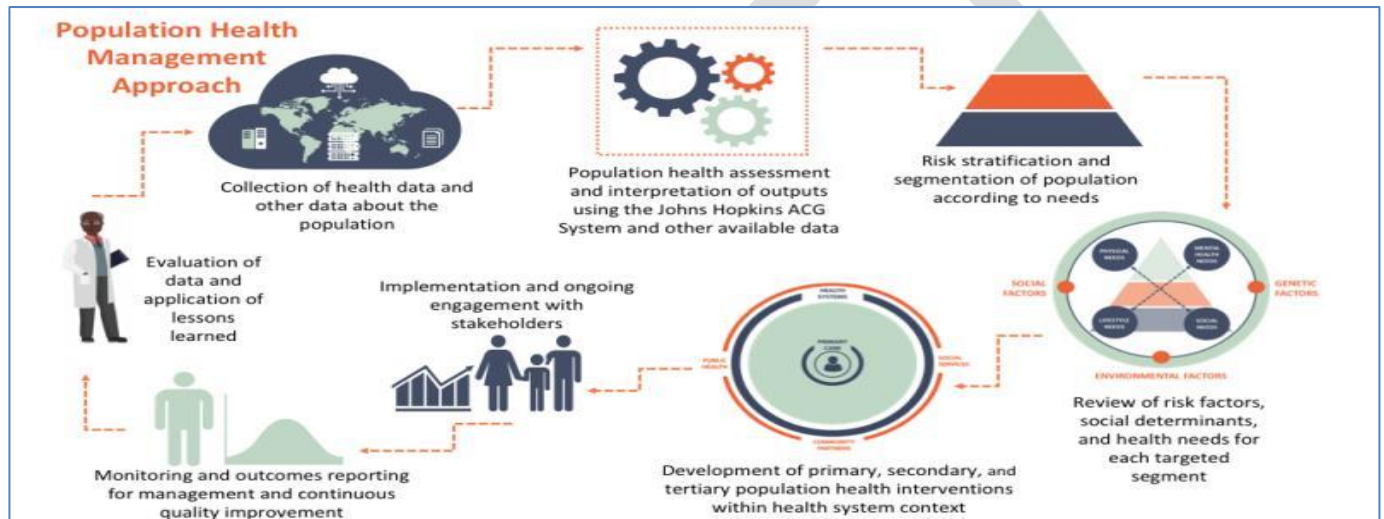 Population Health
Management
Approach
Collection of health data and
other data about the
population
Population health assessment
and interpretation of outputs
using the Johns Hopkins ACG
System and other available data
Risk stratification and
segmentation of population
according to needs
PHYSICAL
NEEDS
MENTAL
HEALTH
NEEDS
SOCIAL
FACTORS
GENETIC
FACTORS
LIFESTYLE
NEEDS
SOCIAL
NEEDS
ENVIRONMENTAL FACTORS
Review of risk factors,
social determinants,
and health needs for
each targeted
segment
HEALTH
SYSTEMS
PRIMARY
CARE
PUBLIC
HEALTH
SOCIAL
SERVICES
COMMUNITY
PARTNERS
Development of primary, secondary, and
tertiary population health interventions
within health system context
Implementation and ongoing
engagement with
stakeholders
Monitoring and outcomes reporting
for management and continuous
quality improvement
Evaluation of
data and
application of
lessons
learned